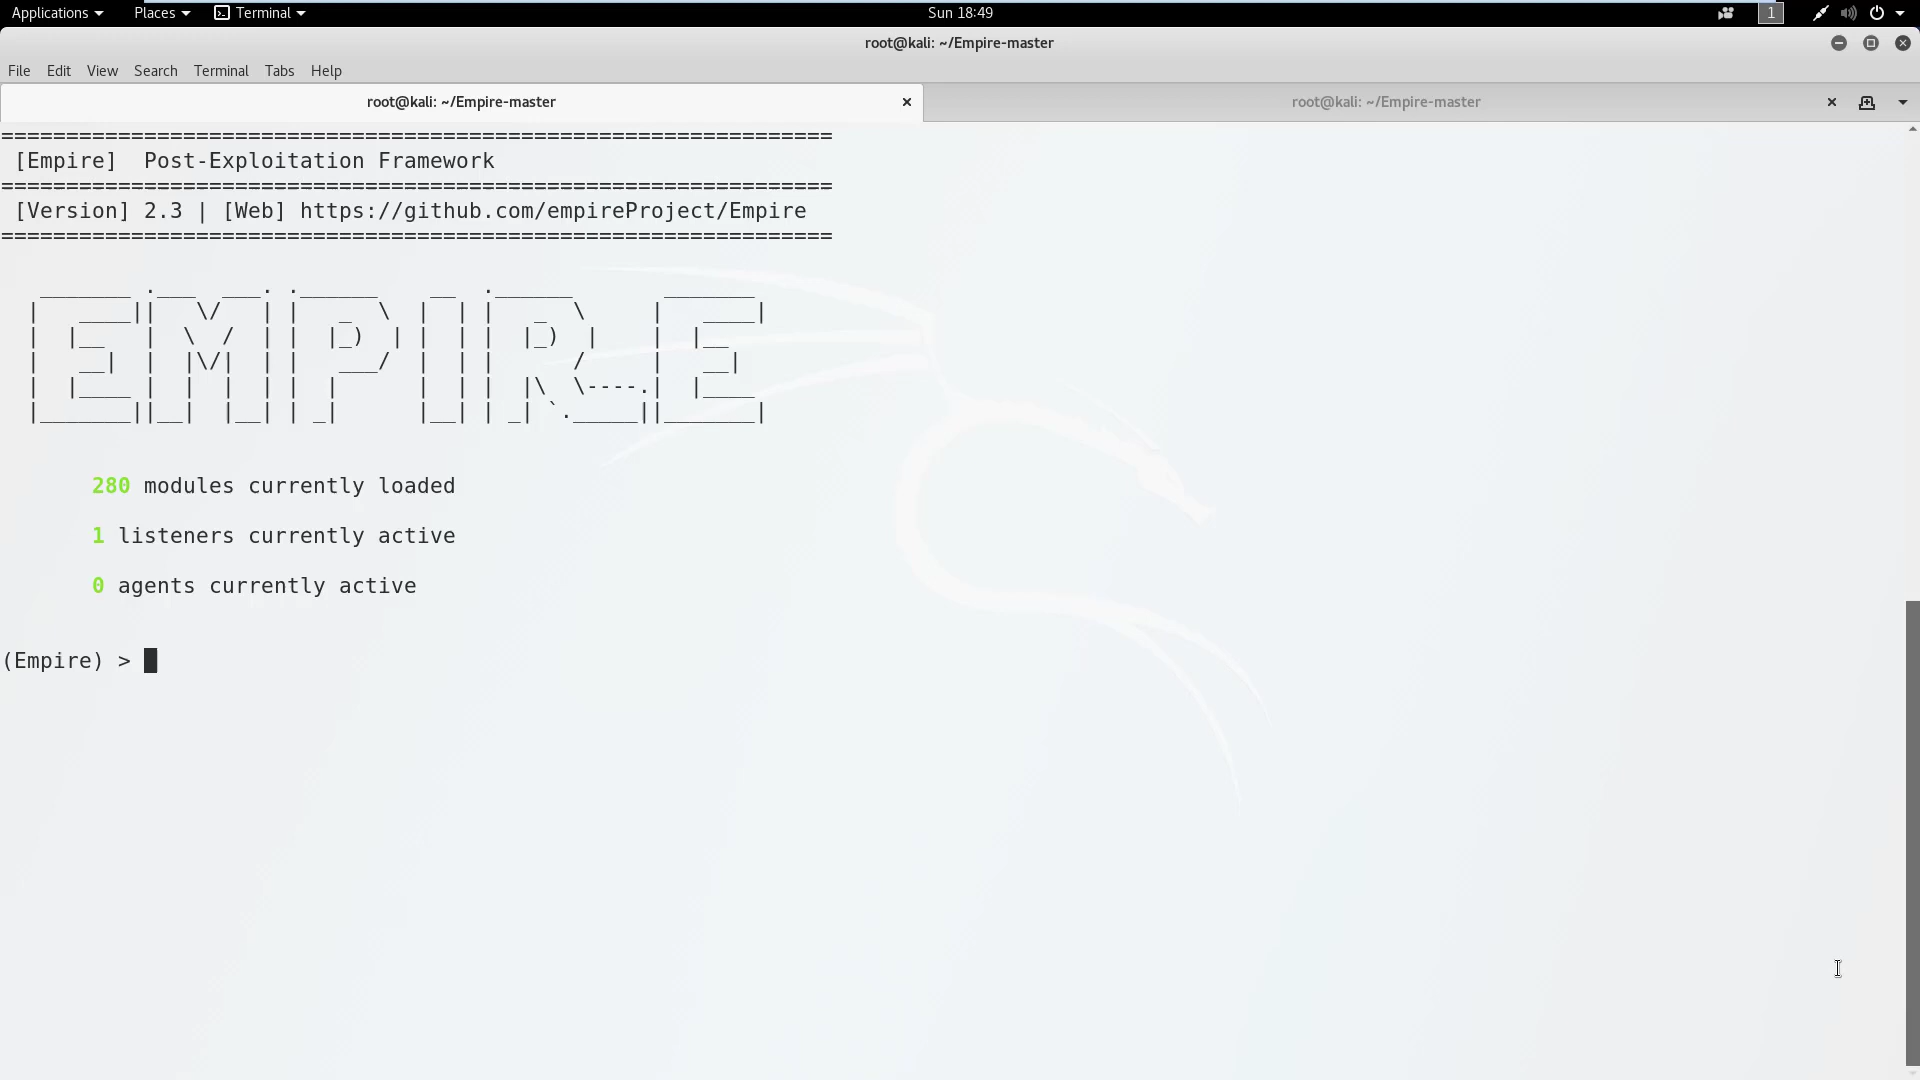 Applications Places Terminal Sun 18:49 1
root@kali: ~/Empire-master
File Edit View Search Terminal Tabs Help
root@kali: ~/Empire-master root@kali: ~/Empire-master
================================================================
[Empire] Post-Exploitation Framework
================================================================
[Version] 2.3 | [Web] https://github.com/empireProject/Empire
================================================================
EMPIRE
280 modules currently loaded
1 listeners currently active
0 agents currently active
(Empire) >